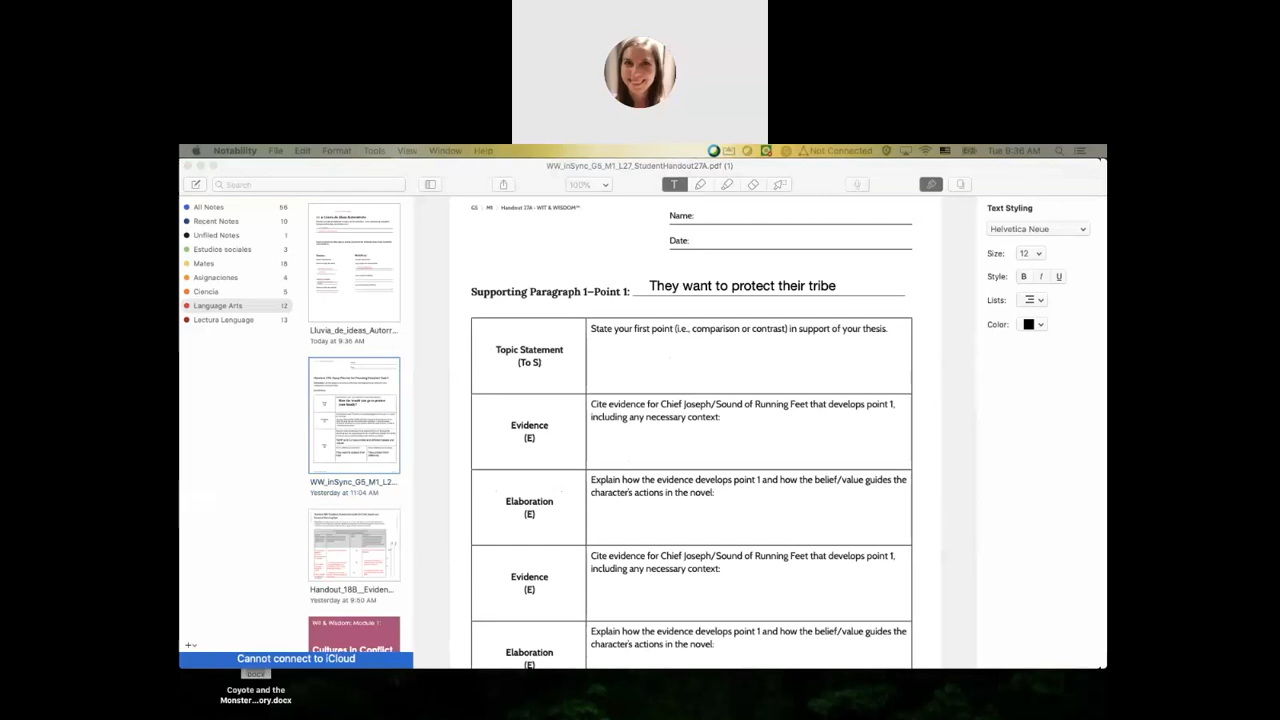 Notability File Edit Format Tools View Window Help
Not Connected
Tue 9:36 AM
WW_inSync_G5_M1_L27_StudentHandout27A.pdf (1)
Search
100%
T
All Notes 56
Recent Notes 10
Unfiled Notes 1
Estudios sociales 3
Mates 18
Asignaciones 4
Ciencia 5
Language Arts 12
Lectura Language 13
Lluvia_de_ideas_Autorr...
Today at 9:36 AM
WW_inSync_G5_M1_L2...
Yesterday at 11:04 AM
Handout_18B__Eviden...
Yesterday at 9:50 AM
Wit & Wisdom: Module 1:
Cultures in Conflict
Cannot connect to iCloud
DOCX
Coyote and the
Monster...ory.docx
G5 M1 Handout 27A - WIT & WISDOM™
Name:
Date:
Supporting Paragraph 1–Point 1: They want to protect their tribe
Topic Statement
(To S)
State your first point (i.e., comparison or contrast) in support of your thesis.
Evidence
(E)
Cite evidence for Chief Joseph/Sound of Running Feet that develops point 1,
including any necessary context:
Elaboration
(E)
Explain how the evidence develops point 1 and how the belief/value guides the
character's actions in the novel:
Evidence
(E)
Cite evidence for Chief Joseph/Sound of Running Feet that develops point 1,
including any necessary context:
Elaboration
(E)
Explain how the evidence develops point 1 and how the belief/value guides the
character's actions in the novel:
Text Styling
Helvetica Neue
Size: 12
Style: B I U
Lists:
Color: